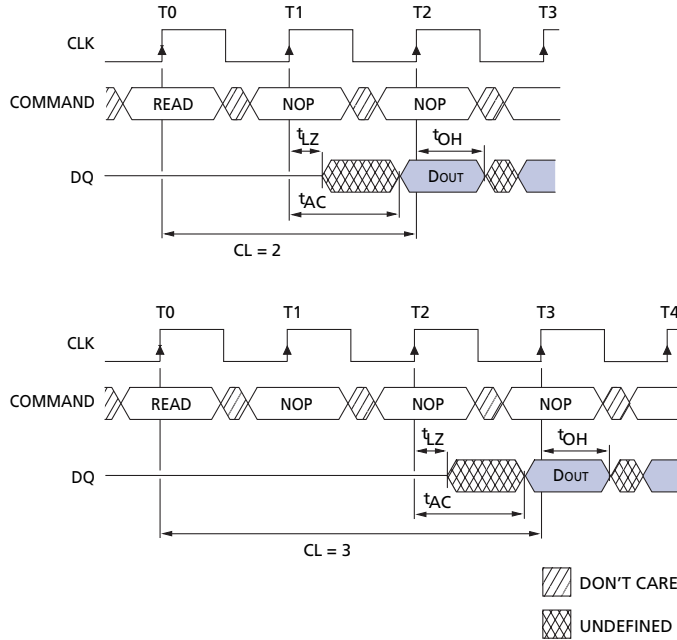 T0 T1 T2 T3
CLK
COMMAND READ NOP NOP
tLZ tOH
DQ DOUT
tAC
CL = 2
T0 T1 T2 T3 T4
CLK
COMMAND READ NOP NOP NOP
tLZ tOH
DQ DOUT
tAC
CL = 3
DON'T CARE
UNDEFINED